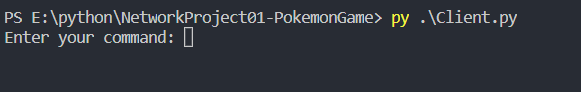 PS E:\python\NetworkProject01-PokemonGame> py .\Client.py
Enter your command: